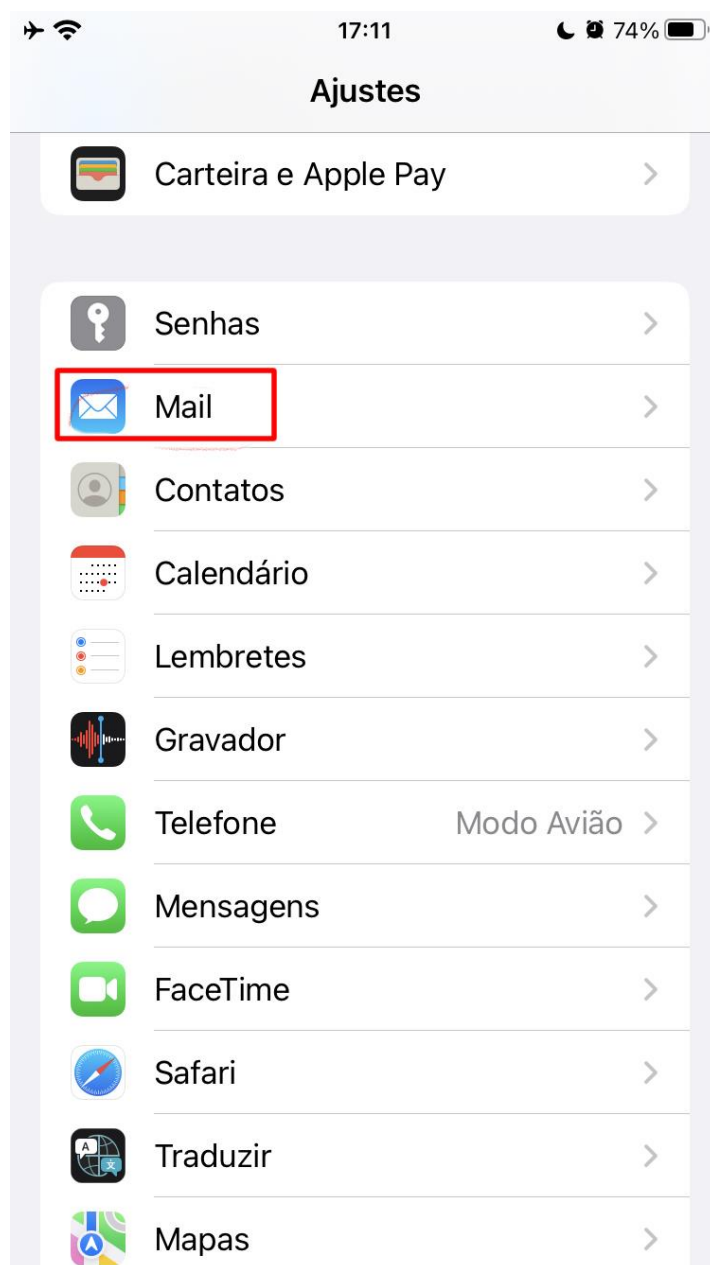 17:11
74%
Ajustes
Carteira e Apple Pay
Senhas
Mail
Contatos
Calendário
Lembretes
Gravador
Telefone Modo Avião
Mensagens
FaceTime
Safari
Traduzir
Mapas